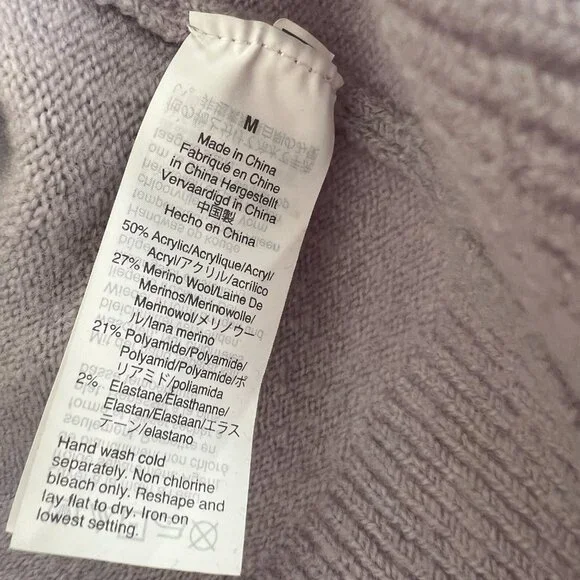 M
Made in China
Fabriqué en Chine
in China Hergestellt
Vervaardigd in China
中国製
Hecho en China
50% Acrylic/Acrylique/Acryl/
Acryl/アクリル/acrílico
27% Merino Wool/Laine De
Merinos/Merinowolle/
Merinowol/メリノウー
ル/lana merino
21% Polyamide/Polyamide/
Polyamid/Polyamide/ポ
リアミド/poliamida
2% Elastane/Elasthanne/
Elastan/Elastaan/エラス
テーン/elastano
Hand wash cold
separately. Non chlorine
bleach only. Reshape and
lay flat to dry. Iron on
lowest setting.